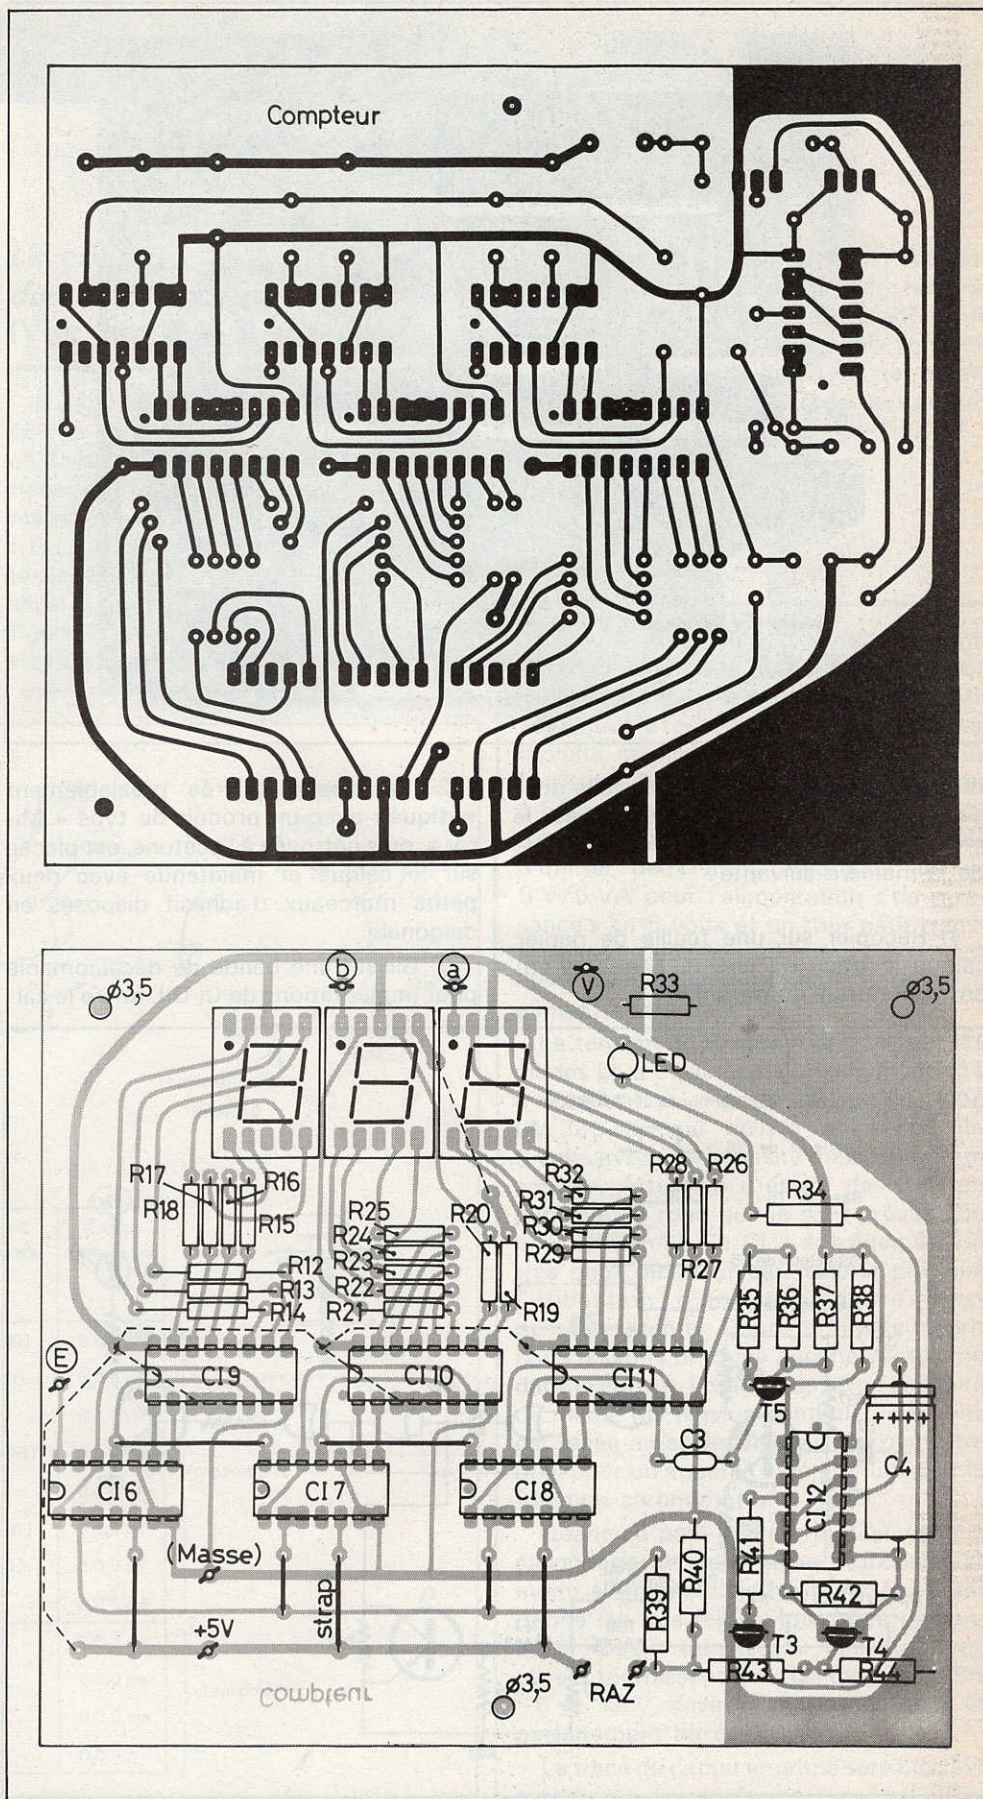 Compteur
b
a
V
R33
ø3,5
ø3,5
LED
R17
R18
R16
R15
R25
R24
R23
R22
R21
R20
R19
R32
R31
R30
R29
R28
R26
R27
R34
R12
R13
R14
R35
R36
R37
R38
E
CI9
CI10
CI11
T5
C3
++++
C4
CI6
CI7
CI8
CI12
(Masse)
strap
R39
R40
R41
R42
+5V
T3
T4
R43
R44
RAZ
Compteur
ø3,5